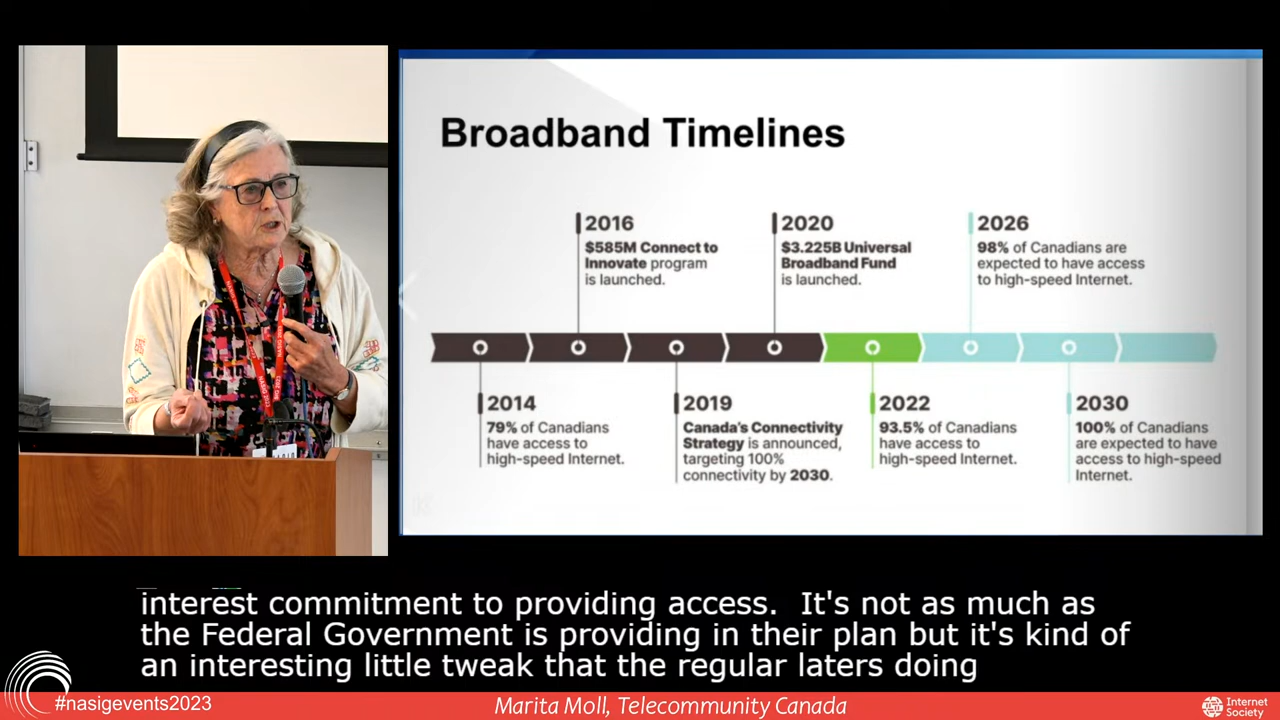 Broadband Timelines
2016
$585M Connect to
Innovate program
is launched.
2020
$3.225B Universal
Broadband Fund
is launched.
2026
98% of Canadians are
expected to have access
to high-speed Internet.
2014
79% of Canadians
have access to
high-speed Internet.
2019
Canada's Connectivity
Strategy is announced,
targeting 100%
connectivity by 2030.
2022
93.5% of Canadians
have access to
high-speed Internet.
2030
100% of Canadians
are expected to have
access to high-speed
Internet.
interest commitment to providing access.  It's not as much as
the Federal Government is providing in their plan but it's kind of
an interesting little tweak that the regular laters doing
#nasigevents2023
Marita Moll, Telecommunity Canada
Internet
Society